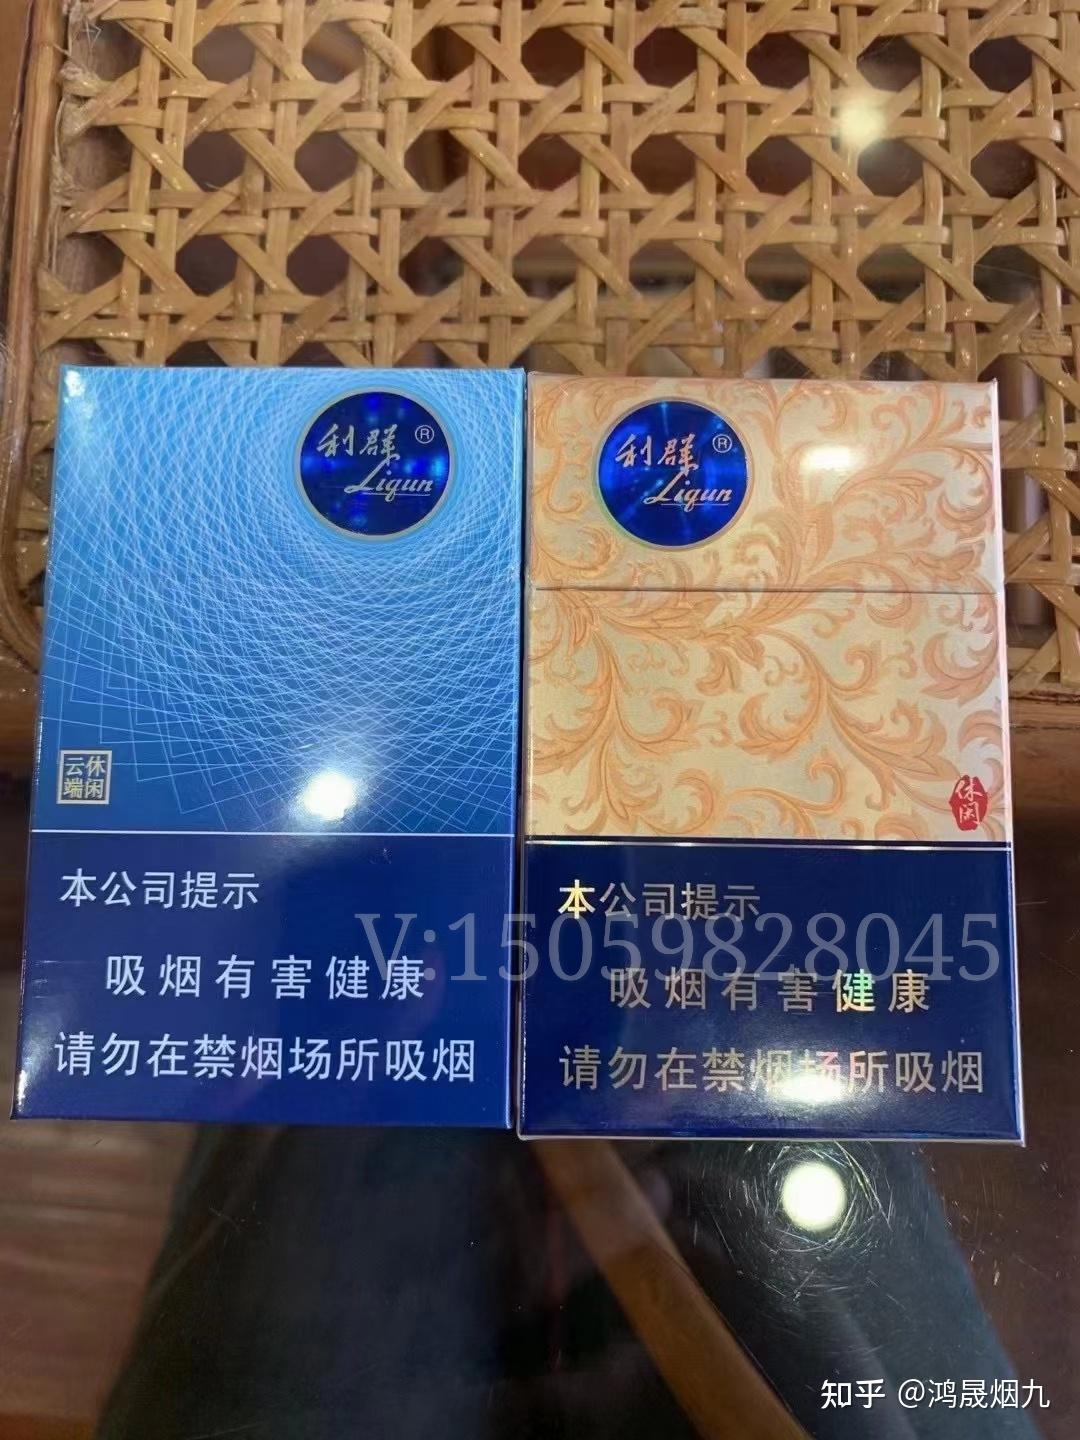 利群®
Liqun
休闲
云端
本公司提示
吸烟有害健康
请勿在禁烟场所吸烟
利群®
Liqun
休闲
本公司提示
吸烟有害健康
请勿在禁烟场所吸烟
V:15059828045
知乎 @鸿晟烟九